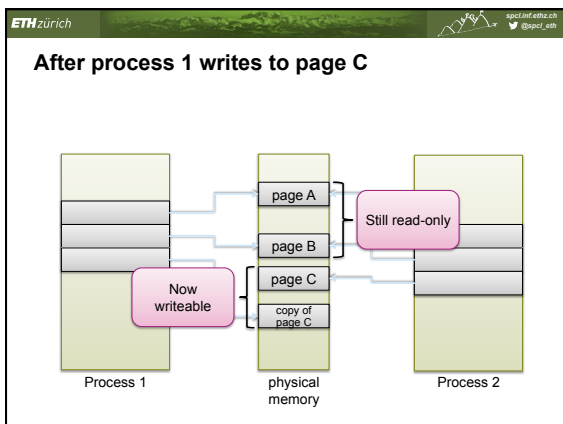 ETH zürich
spcl.inf.ethz.ch
@spcl_eth
After process 1 writes to page C
page A
Still read-only
page B
page C
Now
writeable
copy of
page C
Process 1
physical
memory
Process 2